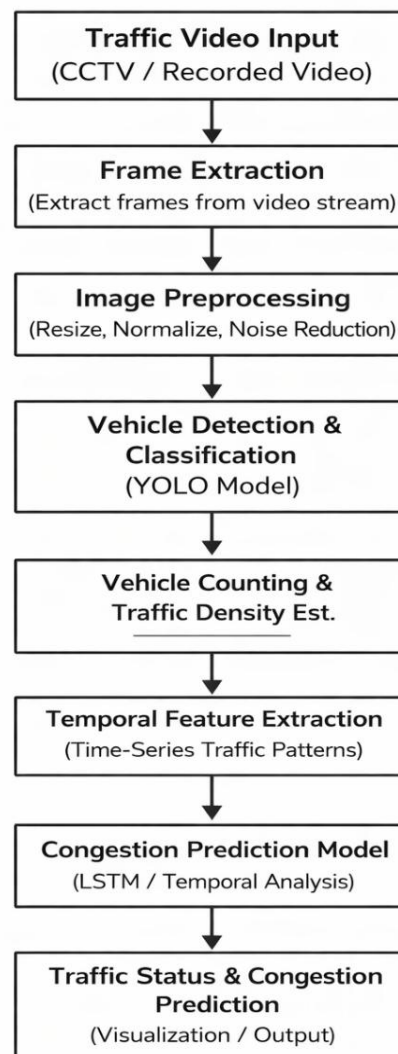 Traffic Video Input
(CCTV / Recorded Video)
Frame Extraction
(Extract frames from video stream)
Image Preprocessing
(Resize, Normalize, Noise Reduction)
Vehicle Detection &
Classification
(YOLO Model)
Vehicle Counting &
Traffic Density Est.
Temporal Feature Extraction
(Time-Series Traffic Patterns)
Congestion Prediction Model
(LSTM / Temporal Analysis)
Traffic Status & Congestion
Prediction
(Visualization / Output)